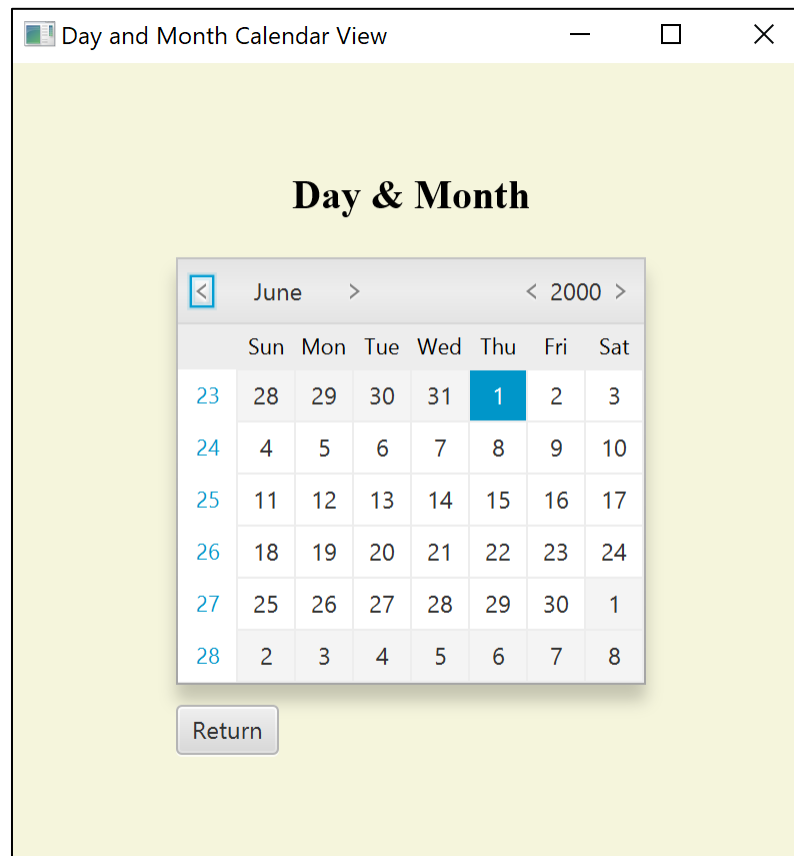 Day and Month Calendar View
Day & Month
< June > < 2000 >
Sun Mon Tue Wed Thu Fri Sat
23 28 29 30 31 1 2 3
24 4 5 6 7 8 9 10
25 11 12 13 14 15 16 17
26 18 19 20 21 22 23 24
27 25 26 27 28 29 30 1
28 2 3 4 5 6 7 8
Return